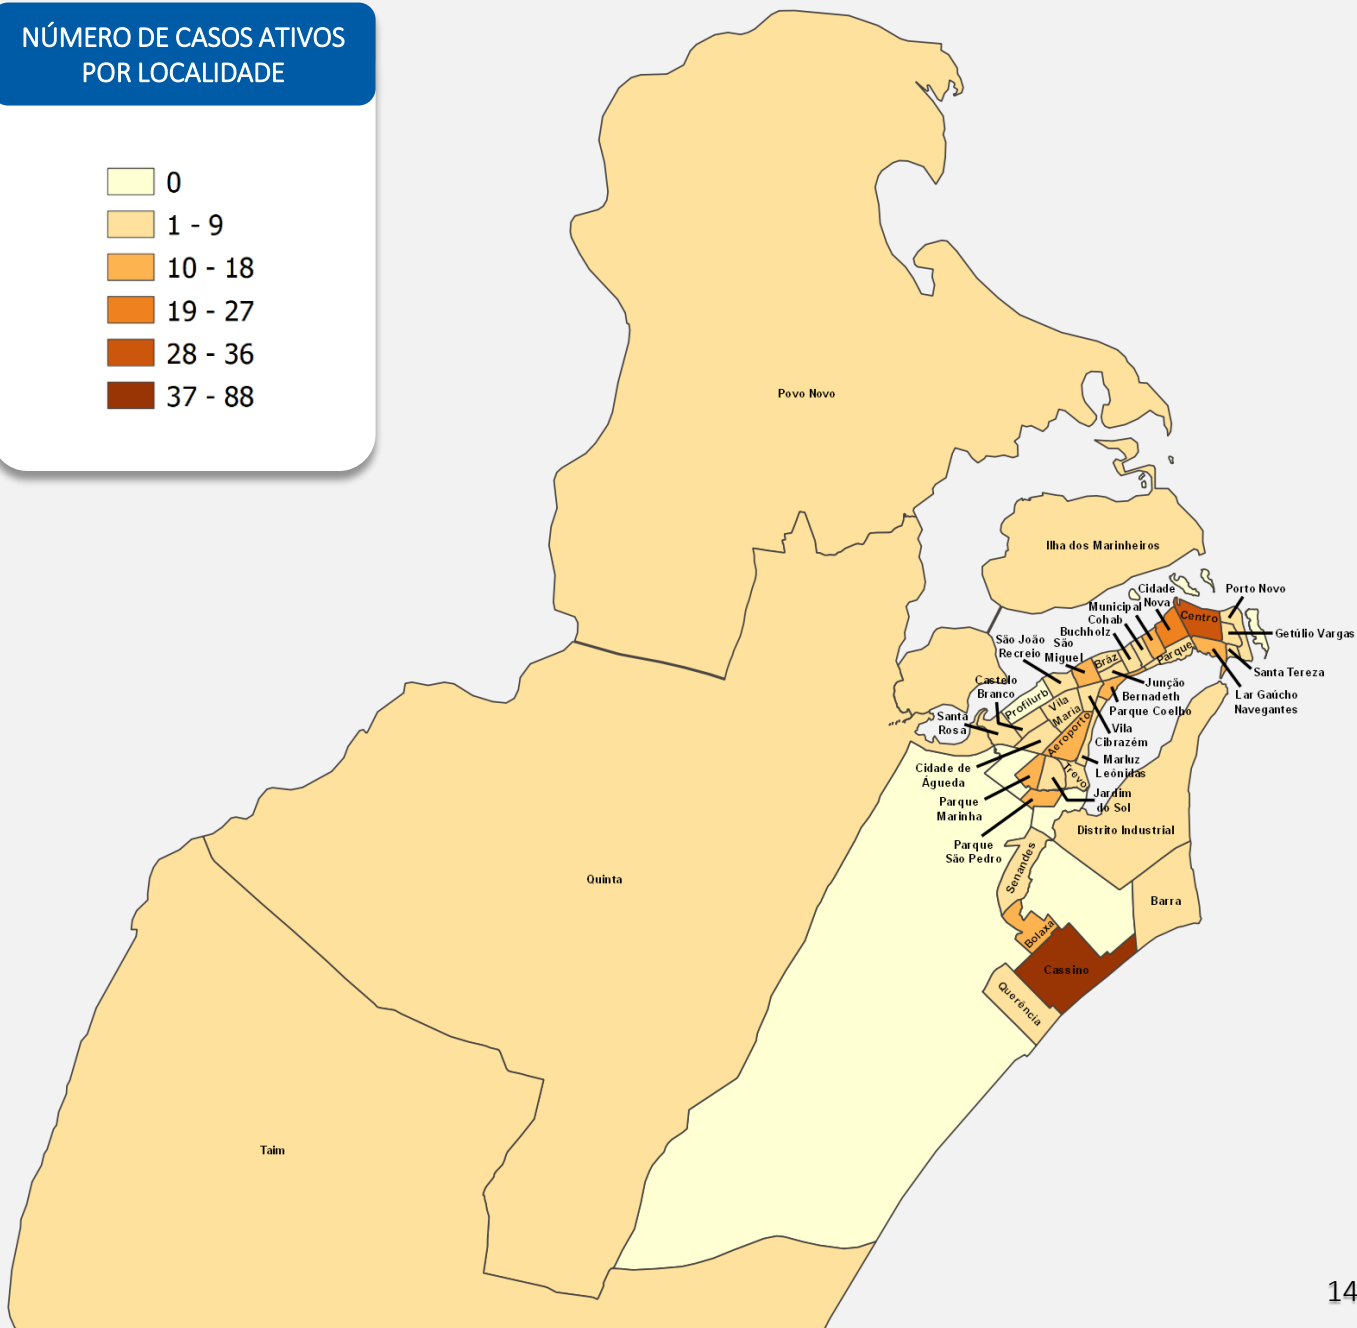 NÚMERO DE CASOS ATIVOS
POR LOCALIDADE
0
1 - 9
10 - 18
19 - 27
28 - 36
37 - 88
Povo Novo
Ilha dos Marinheiros
Cidade
Nova
Porto Novo
Municipal
Cohab
Centro
Buchholz
Getúlio Vargas
São João
Recreio
São
Miguel
Bráz
Parque
Santa Tereza
Castelo
Branco
Junção
Bernadeth
Parque Coelho
Lar Gaúcho
Navegantes
Profilurb
Vila
Maria
Santa
Rosa
Aeroporto
Vila
Cibrazém
Cidade de
Águeda
Marluz
Leónidas
Trevo
Parque
Marinha
Jardim
do Sol
Distrito Industrial
Parque
São Pedro
Senandes
Quinta
Barra
Bolaxa
Cassino
Querência
Taim
14